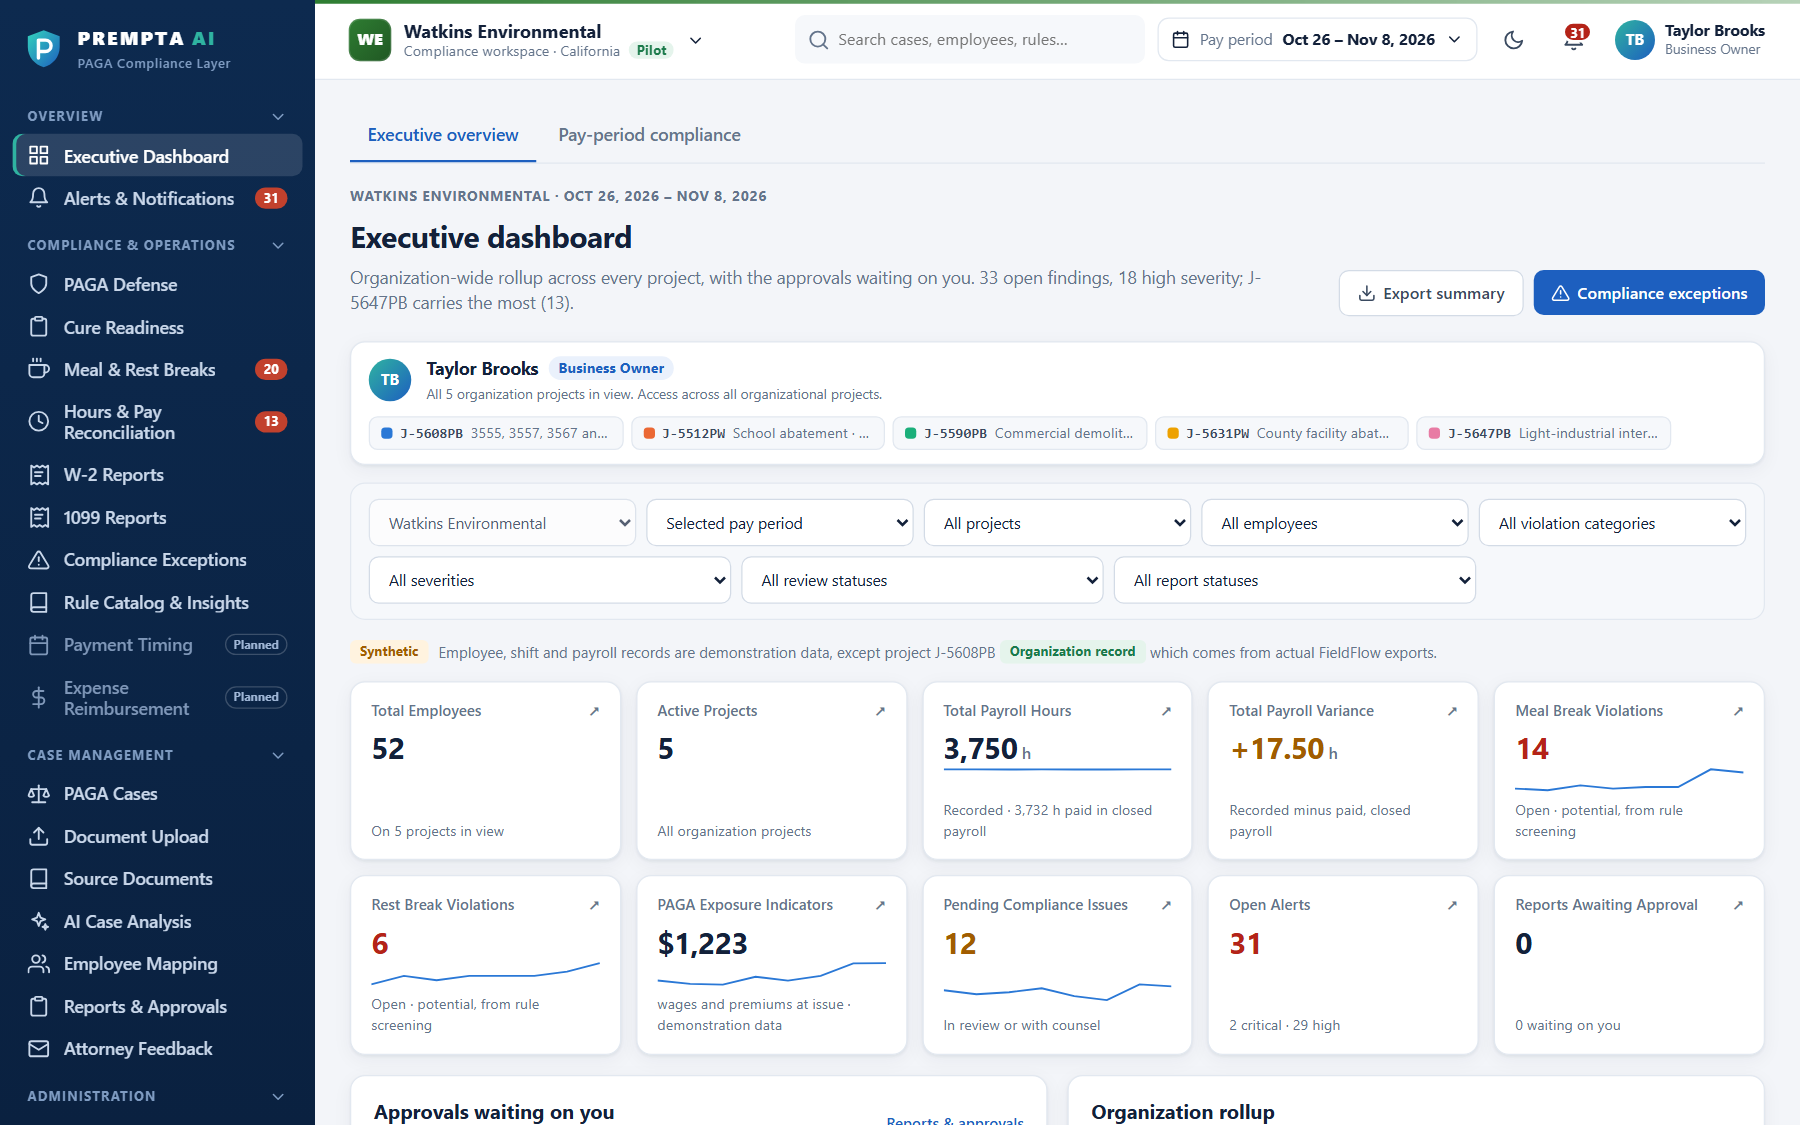 PREMPTA AI
PAGA Compliance Layer
OVERVIEW
Executive Dashboard
Alerts & Notifications 31
COMPLIANCE & OPERATIONS
PAGA Defense
Cure Readiness
Meal & Rest Breaks 20
Hours & Pay
Reconciliation 13
W-2 Reports
1099 Reports
Compliance Exceptions
Rule Catalog & Insights
Payment Timing Planned
Expense
Reimbursement Planned
CASE MANAGEMENT
PAGA Cases
Document Upload
Source Documents
AI Case Analysis
Employee Mapping
Reports & Approvals
Attorney Feedback
ADMINISTRATION
WE
Watkins Environmental
Compliance workspace · California Pilot
Search cases, employees, rules...
Pay period Oct 26 – Nov 8, 2026
31
TB
Taylor Brooks
Business Owner
Executive overview Pay-period compliance
WATKINS ENVIRONMENTAL · OCT 26, 2026 – NOV 8, 2026
Executive dashboard
Organization-wide rollup across every project, with the approvals waiting on you. 33 open findings, 18 high severity; J-
5647PB carries the most (13).
Export summary
Compliance exceptions
TB
Taylor Brooks Business Owner
All 5 organization projects in view. Access across all organizational projects.
J-5608PB 3555, 3557, 3567 an...
J-5512PW School abatement · ...
J-5590PB Commercial demolit...
J-5631PW County facility abat...
J-5647PB Light-industrial inter...
Watkins Environmental
Selected pay period
All projects
All employees
All violation categories
All severities
All review statuses
All report statuses
Synthetic Employee, shift and payroll records are demonstration data, except project J-5608PB Organization record which comes from actual FieldFlow exports.
Total Employees ↗
52
On 5 projects in view
Active Projects ↗
5
All organization projects
Total Payroll Hours ↗
3,750 h
Recorded · 3,732 h paid in closed
payroll
Total Payroll Variance ↗
+17.50 h
Recorded minus paid, closed
payroll
Meal Break Violations ↗
14
Open · potential, from rule
screening
Rest Break Violations ↗
6
Open · potential, from rule
screening
PAGA Exposure Indicators ↗
$1,223
wages and premiums at issue ·
demonstration data
Pending Compliance Issues ↗
12
In review or with counsel
Open Alerts ↗
31
2 critical · 29 high
Reports Awaiting Approval ↗
0
0 waiting on you
Approvals waiting on you
Reports & approvals
Organization rollup